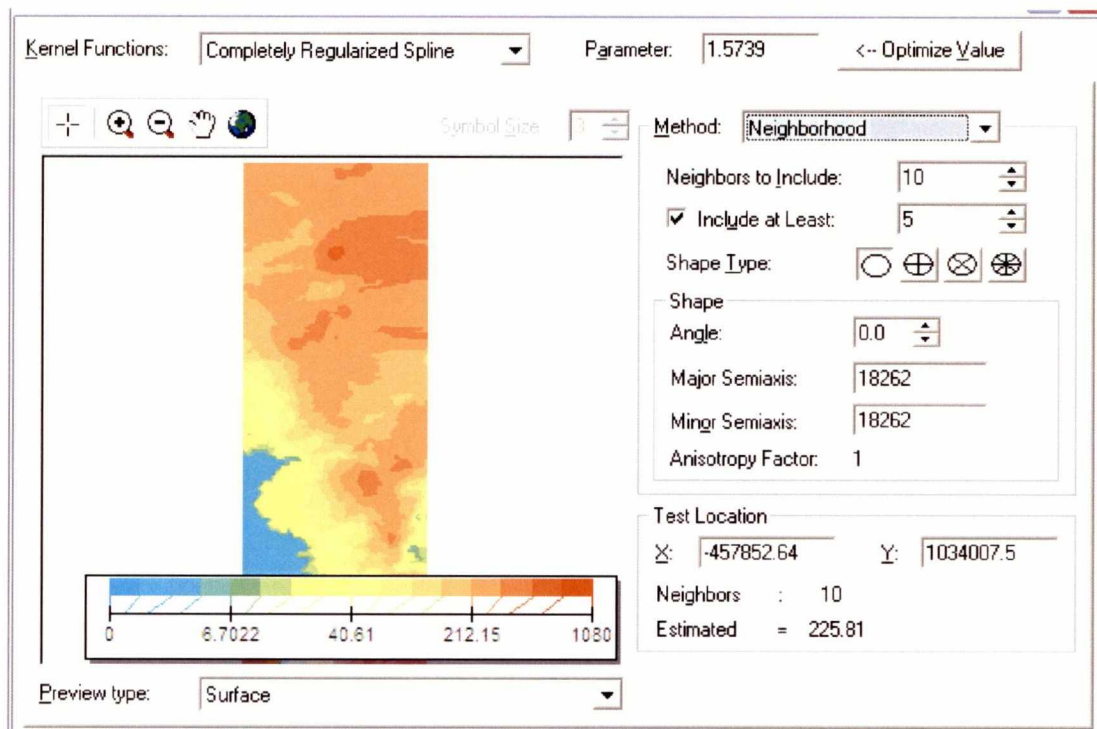 Kernel Functions: Completely Regularized Spline Parameter: 1.5739 <-- Optimize Value
Symbol Size 3
Method: Neighborhood
Neighbors to Include: 10
Include at Least: 5
Shape Type:
Shape
Angle: 0.0
Major Semiaxis: 18262
Minor Semiaxis: 18262
Anisotropy Factor: 1
Test Location
X: -457852.64 Y: 1034007.5
Neighbors : 10
Estimated = 225.81
0 6.7022 40.61 212.15 1080
Preview type: Surface